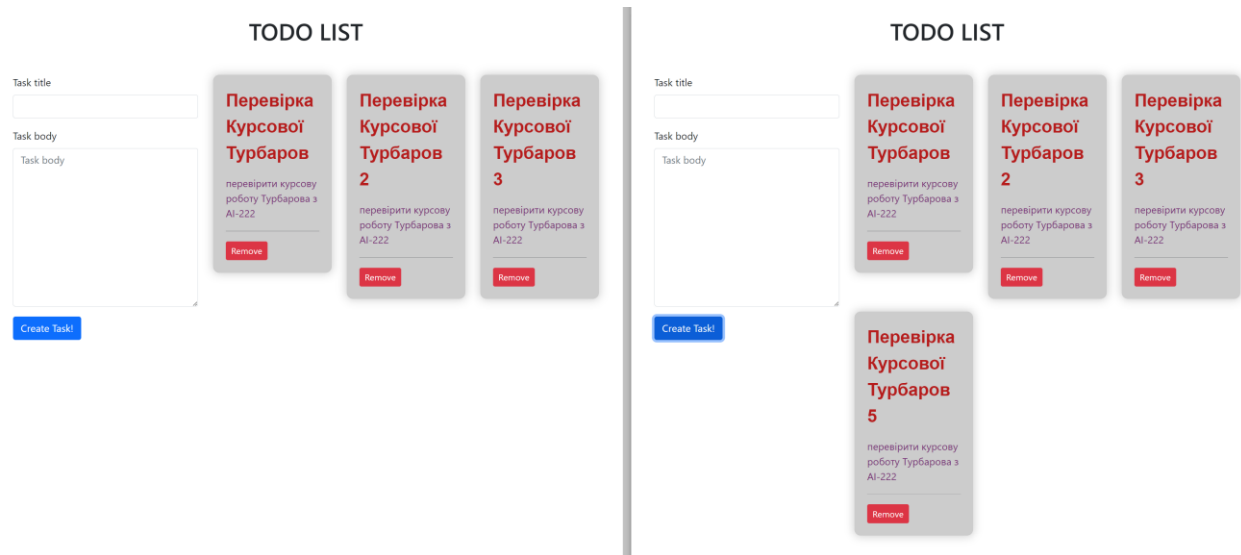 TODO LIST
Task title
Task body
Task body
Create Task!
Перевірка
Курсової
Турбаров
перевірити курсову
роботу Турбарова з
АІ-222
Remove
Перевірка
Курсової
Турбаров
2
перевірити курсову
роботу Турбарова з
АІ-222
Remove
Перевірка
Курсової
Турбаров
3
перевірити курсову
роботу Турбарова з
АІ-222
Remove
TODO LIST
Task title
Task body
Task body
Create Task!
Перевірка
Курсової
Турбаров
перевірити курсову
роботу Турбарова з
АІ-222
Remove
Перевірка
Курсової
Турбаров
2
перевірити курсову
роботу Турбарова з
АІ-222
Remove
Перевірка
Курсової
Турбаров
3
перевірити курсову
роботу Турбарова з
АІ-222
Remove
Перевірка
Курсової
Турбаров
5
перевірити курсову
роботу Турбарова з
АІ-222
Remove